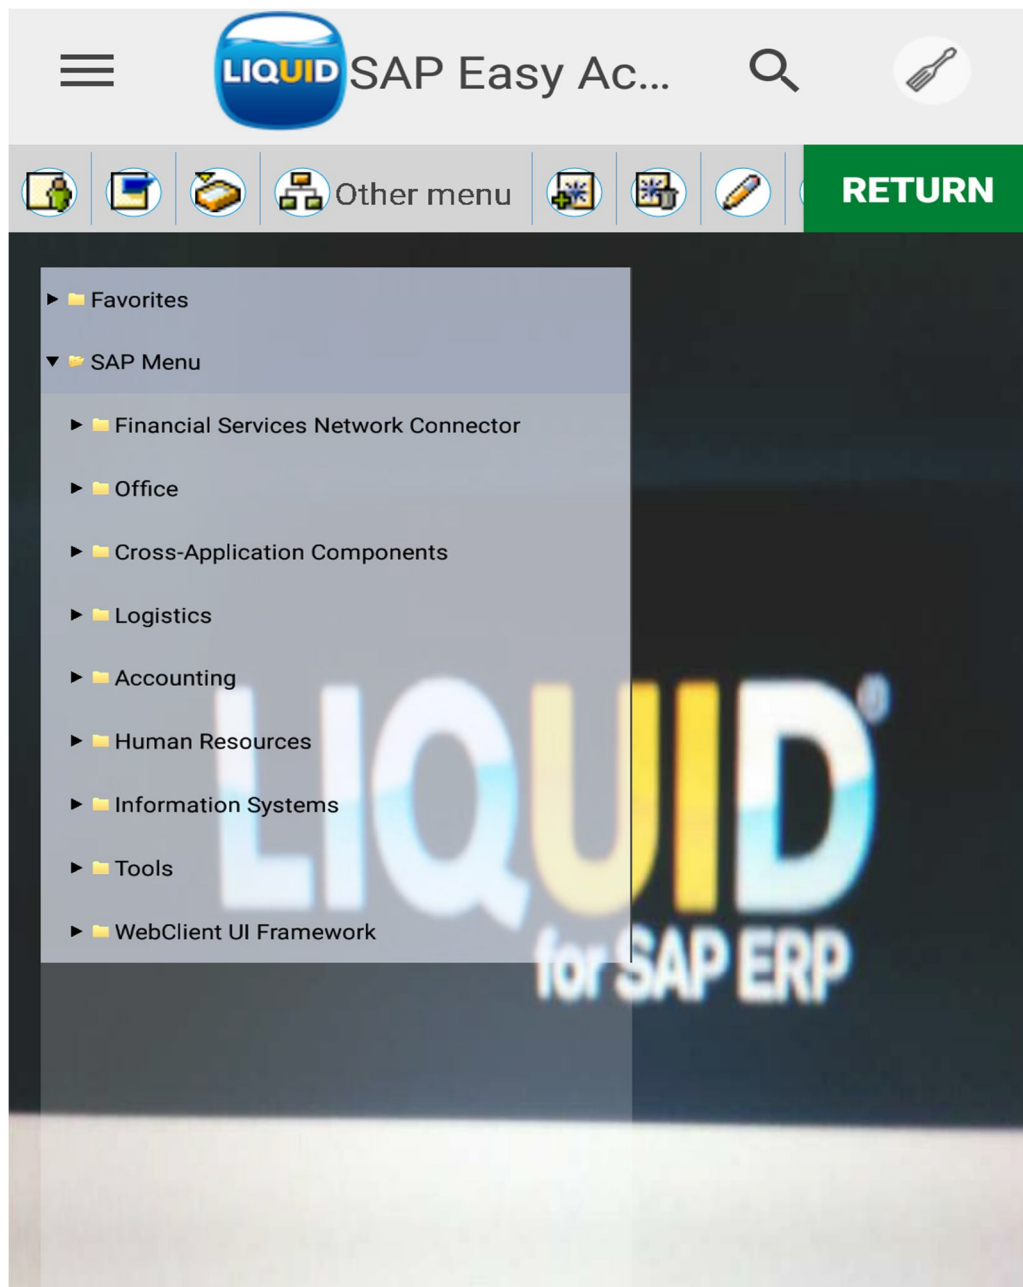 LIQUID SAP Easy Ac...
Other menu
RETURN
Favorites
SAP Menu
Financial Services Network Connector
Office
Cross-Application Components
Logistics
Accounting
Human Resources
Information Systems
Tools
WebClient UI Framework
LIQUID®
for SAP ERP